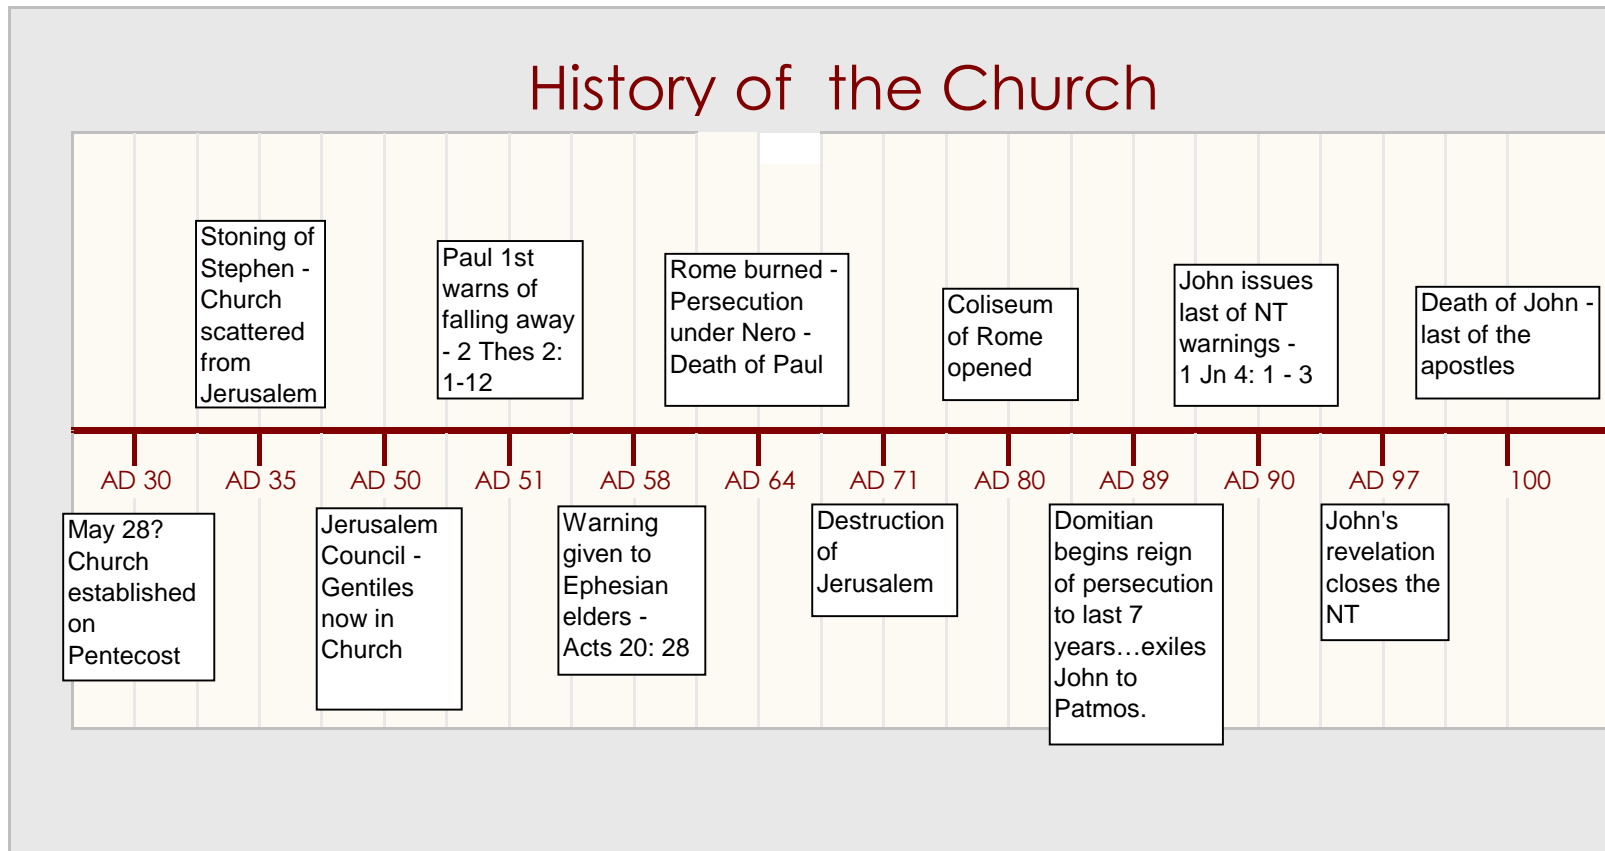 History of  the Church
Stoning of
Stephen -
Church
scattered
from
Jerusalem
Paul 1st
warns of
falling away
- 2 Thes 2:
1-12
Rome burned -
Persecution
under Nero -
Death of Paul
Coliseum
of Rome
opened
John issues
last of NT
warnings -
1 Jn 4: 1 - 3
Death of John -
last of the
apostles
AD 30 AD 35 AD 50 AD 51 AD 58 AD 64 AD 71 AD 80 AD 89 AD 90 AD 97 100
May 28?
Church
established
on
Pentecost
Jerusalem
Council -
Gentiles
now in
Church
Warning
given to
Ephesian
elders -
Acts 20: 28
Destruction
of
Jerusalem
Domitian
begins reign
of persecution
to last 7
years…exiles
John to
Patmos.
John's
revelation
closes the
NT